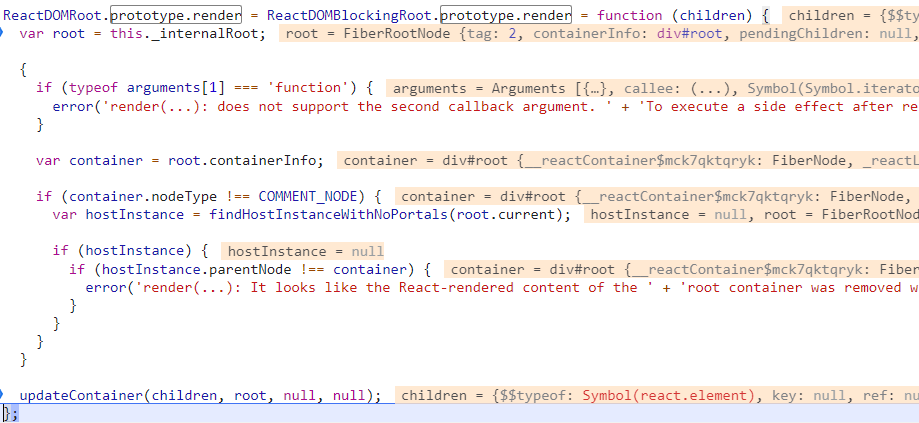 ReactDOMRoot.prototype.render = ReactDOMBlockingRoot.prototype.render = function (children) { children = {$$ty
var root = this._internalRoot; root = FiberRootNode {tag: 2, containerInfo: div#root, pendingChildren: null,
{
if (typeof arguments[1] === 'function') { arguments = Arguments [{…}, callee: (...), Symbol(Symbol.iterato
error('render(...): does not support the second callback argument. ' + 'To execute a side effect after re
}
var container = root.containerInfo; container = div#root {__reactContainer$mck7qktqryk: FiberNode, _reactL
if (container.nodeType !== COMMENT_NODE) { container = div#root {__reactContainer$mck7qktqryk: FiberNode,
var hostInstance = findHostInstanceWithNoPortals(root.current); hostInstance = null, root = FiberRootNod
if (hostInstance) { hostInstance = null
if (hostInstance.parentNode !== container) { container = div#root {__reactContainer$mck7qktqryk: Fiber
error('render(...): It looks like the React-rendered content of the ' + 'root container was removed w
}
}
}
}
updateContainer(children, root, null, null); children = {$$typeof: Symbol(react.element), key: null, ref: nu
};